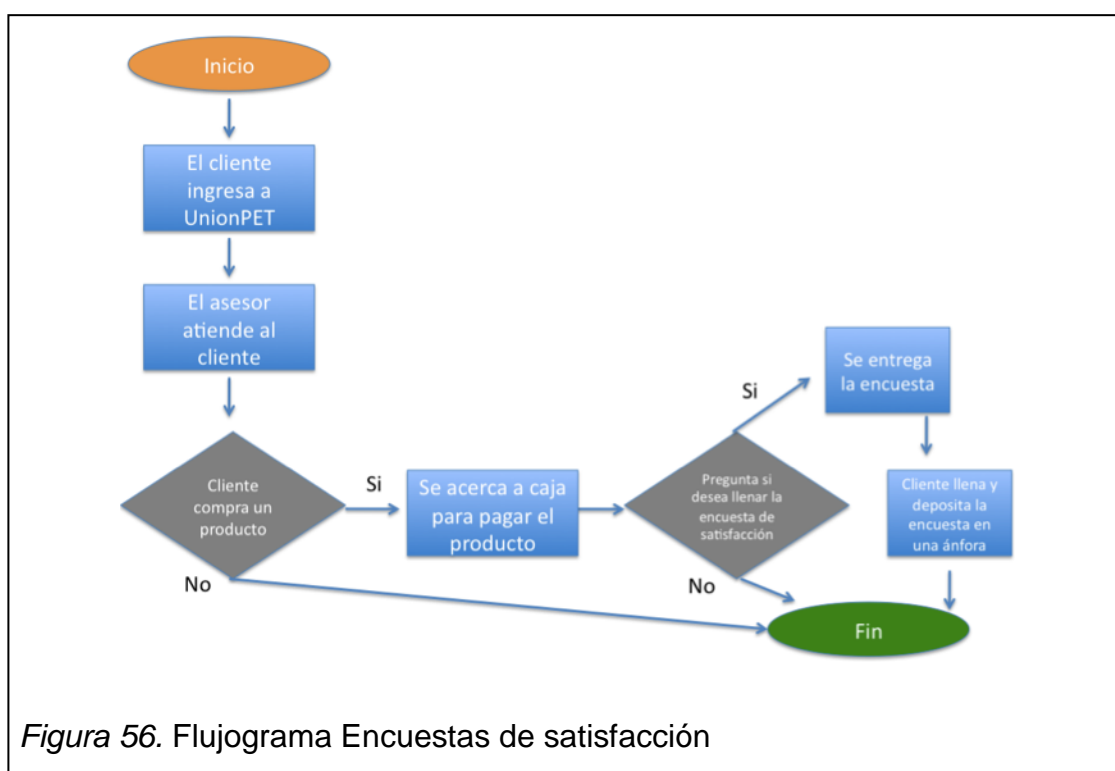 Inicio
El cliente
ingresa a
UnionPET
El asesor
atiende al
cliente
Cliente
compra un
producto
Si
No
Se acerca a caja
para pagar el
producto
Pregunta si
desea llenar la
encuesta de
satisfacción
Si
No
Se entrega
la encuesta
Cliente llena y
deposita la
encuesta en
una ánfora
Fin
Figura 56. Flujograma Encuestas de satisfacción